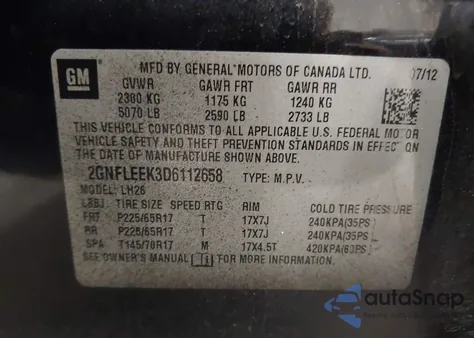 GM
MFD BY GENERAL MOTORS OF CANADA LTD. 07/12
GVWR GAWR FRT GAWR RR
2300 KG 1175 KG 1240 KG
5070 LB 2590 LB 2733 LB
THIS VEHICLE CONFORMS TO ALL APPLICABLE U.S. FEDERAL MOTOR
VEHICLE SAFETY AND THEFT PREVENTION STANDARDS IN EFFECT ON
THE DATE OF MANUFACTURE SHOWN ABOVE.
2GNFLEEK3D6112658 TYPE: M.P.V.
MODEL: LH26
TIRE SIZE SPEED RTG RIM COLD TIRE PRESSURE
FRT P225/65R17 T 17X7J 240KPA(35PS
RR P225/65R17 T 17X7J 240KPA(35PS
SPA T145/70R17 M 17X4.5T 420KPA(60PS)
SEE OWNER'S MANUAL i FOR MORE INFORMATION
autoSnap